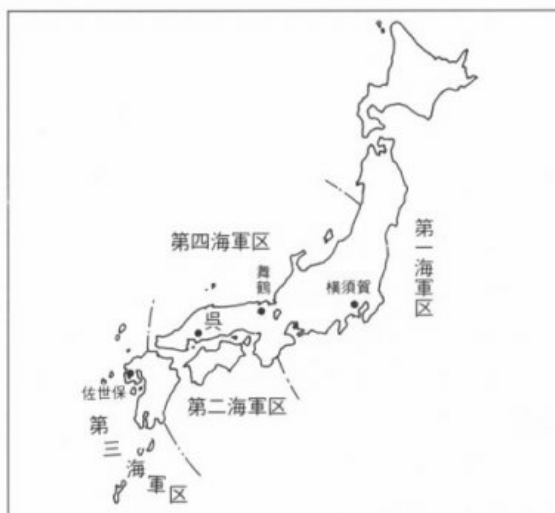 第四海軍区
舞鶴
横須賀
第一海軍区
呉
佐世保
第二海軍区
第三海軍区